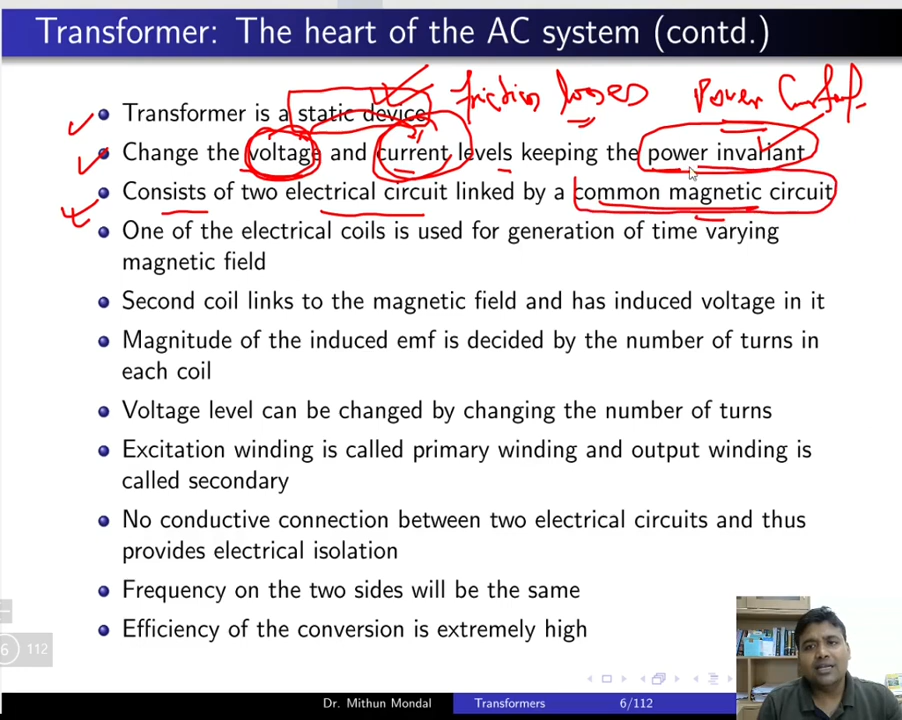 Transformer: The heart of the AC system (contd.)
friction losses Power Constant.
Transformer is a static device
Change the voltage and current levels keeping the power invariant
Consists of two electrical circuit linked by a common magnetic circuit
One of the electrical coils is used for generation of time varying
magnetic field
Second coil links to the magnetic field and has induced voltage in it
Magnitude of the induced emf is decided by the number of turns in
each coil
Voltage level can be changed by changing the number of turns
Excitation winding is called primary winding and output winding is
called secondary
No conductive connection between two electrical circuits and thus
provides electrical isolation
Frequency on the two sides will be the same
Efficiency of the conversion is extremely high
6 112
Dr. Mithun Mondal Transformers 6/112